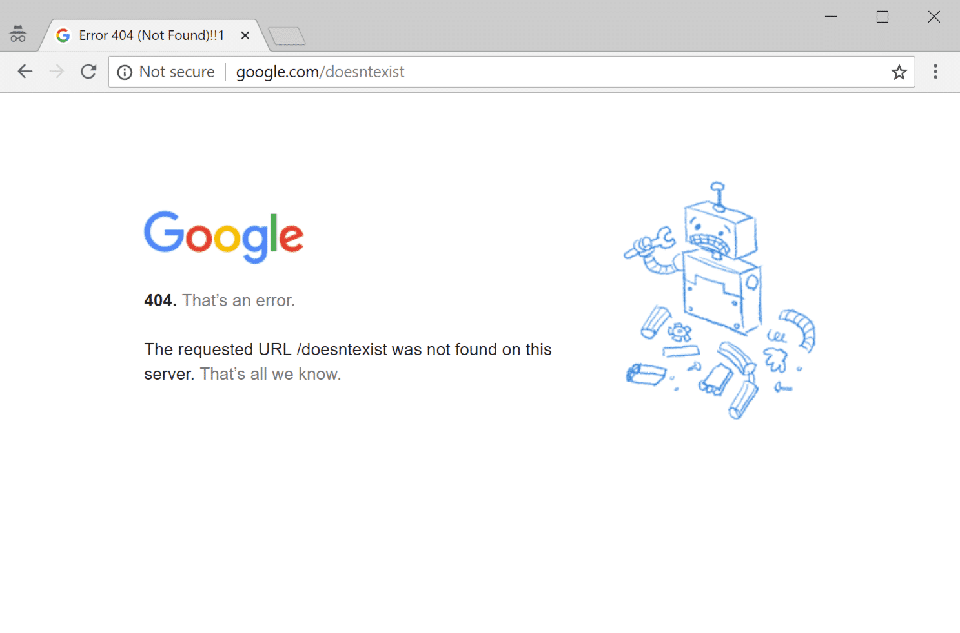 Error 404 (Not Found)!!1
Not secure google.com/doesntexist
Google
404. That’s an error.
The requested URL /doesntexist was not found on this
server. That’s all we know.